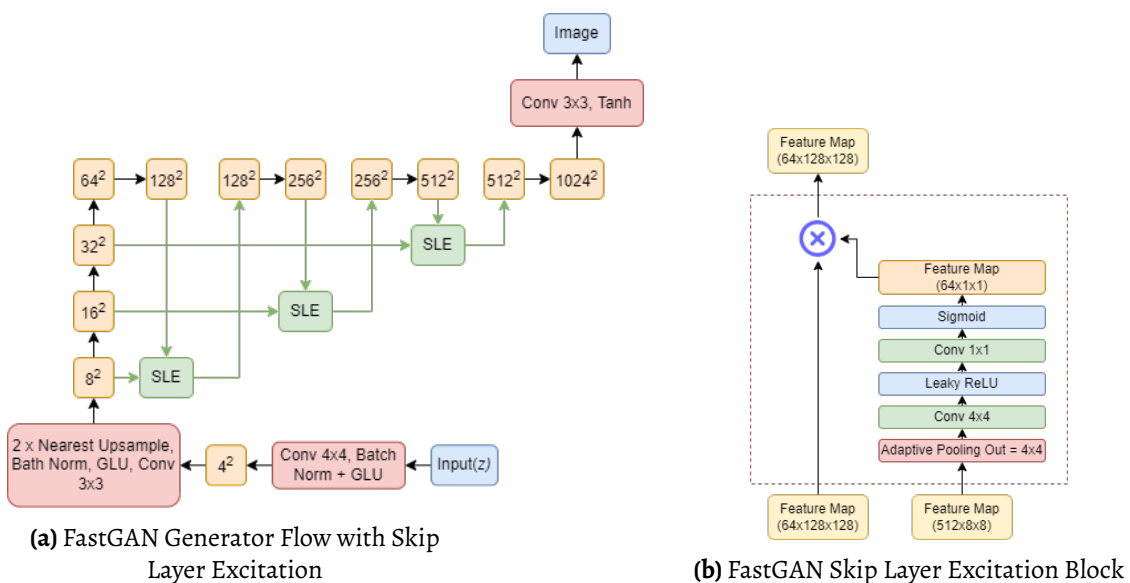 Image
Conv 3x3, Tanh
64²
128²
128²
256²
256²
512²
512²
1024²
32²
SLE
16²
SLE
8²
SLE
2 x Nearest Upsample,
Bath Norm, GLU, Conv
3x3
4²
Conv 4x4, Batch
Norm + GLU
Input(z)
(a) FastGAN Generator Flow with Skip
Layer Excitation
Feature Map
(64x128x128)
Feature Map
(64x1x1)
Sigmoid
Conv 1x1
Leaky ReLU
Conv 4x4
Adaptive Pooling Out = 4x4
Feature Map
(64x128x128)
Feature Map
(512x8x8)
(b) FastGAN Skip Layer Excitation Block